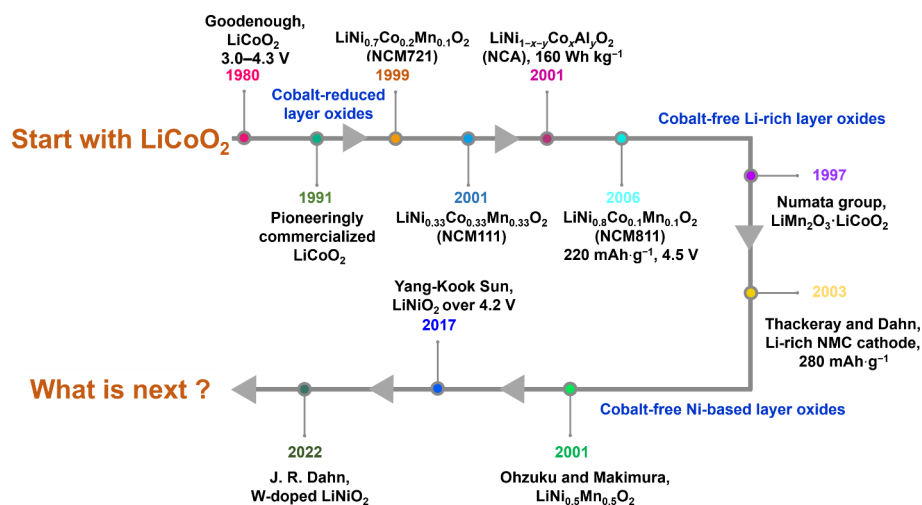 Goodenough,
LiCoO₂
3.0–4.3 V
1980
LiNi₀.₇Co₀.₂Mn₀.₁O₂
(NCM721)
1999
LiNi₁₋ₓ₋ᵧCoₓAlᵧO₂
(NCA), 160 Wh kg⁻¹
2001
Cobalt-reduced
layer oxides
Cobalt-free Li-rich layer oxides
Start with LiCoO₂
1991
Pioneeringly
commercialized
LiCoO₂
2001
LiNi₀.₃₃Co₀.₃₃Mn₀.₃₃O₂
(NCM111)
2006
LiNi₀.₈Co₀.₁Mn₀.₁O₂
(NCM811)
220 mAh·g⁻¹, 4.5 V
1997
Numata group,
LiMn₂O₃·LiCoO₂
2003
Thackeray and Dahn,
Li-rich NMC cathode,
280 mAh·g⁻¹
Yang-Kook Sun,
LiNiO₂ over 4.2 V
2017
What is next ?
Cobalt-free Ni-based layer oxides
2022
J. R. Dahn,
W-doped LiNiO₂
2001
Ohzuku and Makimura,
LiNi₀.₅Mn₀.₅O₂